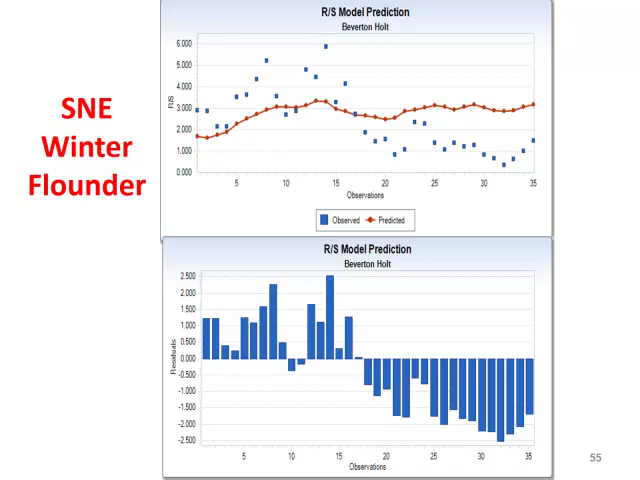 SNE
Winter
Flounder
R/S Model Prediction
Beverton Holt
6.000
5.000
4.000
3.000
2.000
1.000
0.000
R/S
5 10 15 20 25 30 35
Observations
Observed Predicted
R/S Model Prediction
Beverton Holt
2.500
2.000
1.500
1.000
0.500
0.000
-0.500
-1.000
-1.500
-2.000
-2.500
Residuals
5 10 15 20 25 30 35
Observations
55